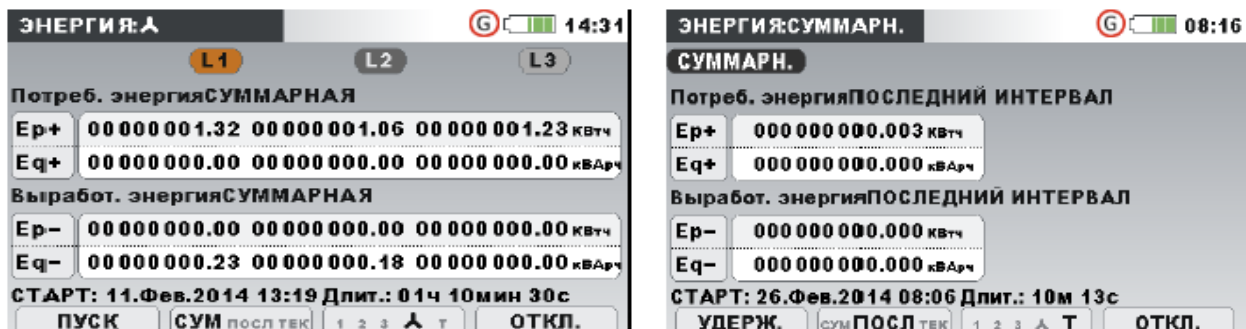 ЭНЕРГИЯ:⅄ G 14:31
L1 L2 L3
Потреб. энергияСУММАРНАЯ
Ep+ 00000001.32 00000001.06 00000001.23 кВтч
Eq+ 00000000.00 00000000.00 00000000.00 кВАрч
Выработ. энергияСУММАРНАЯ
Ep− 00000000.00 00000000.00 00000000.00 кВтч
Eq− 00000000.23 00000000.18 00000000.00 кВАрч
СТАРТ: 11.Фев.2014 13:19 Длит.: 01ч 10мин 30с
ПУСК СУМ ПОСЛ ТЕК 1 2 3 ⅄ T ОТКЛ.
ЭНЕРГИЯ:СУММАРН. G 08:16
СУММАРН.
Потреб. энергияПОСЛЕДНИЙ ИНТЕРВАЛ
Ep+ 000000000.003 кВтч
Eq+ 000000000.000 кВАрч
Выработ. энергияПОСЛЕДНИЙ ИНТЕРВАЛ
Ep− 000000000.000 кВтч
Eq− 000000000.000 кВАрч
СТАРТ: 26.Фев.2014 08:06 Длит.: 10м 13с
УДЕРЖ. СУМ ПОСЛ ТЕК 1 2 3 ⅄ T ОТКЛ.